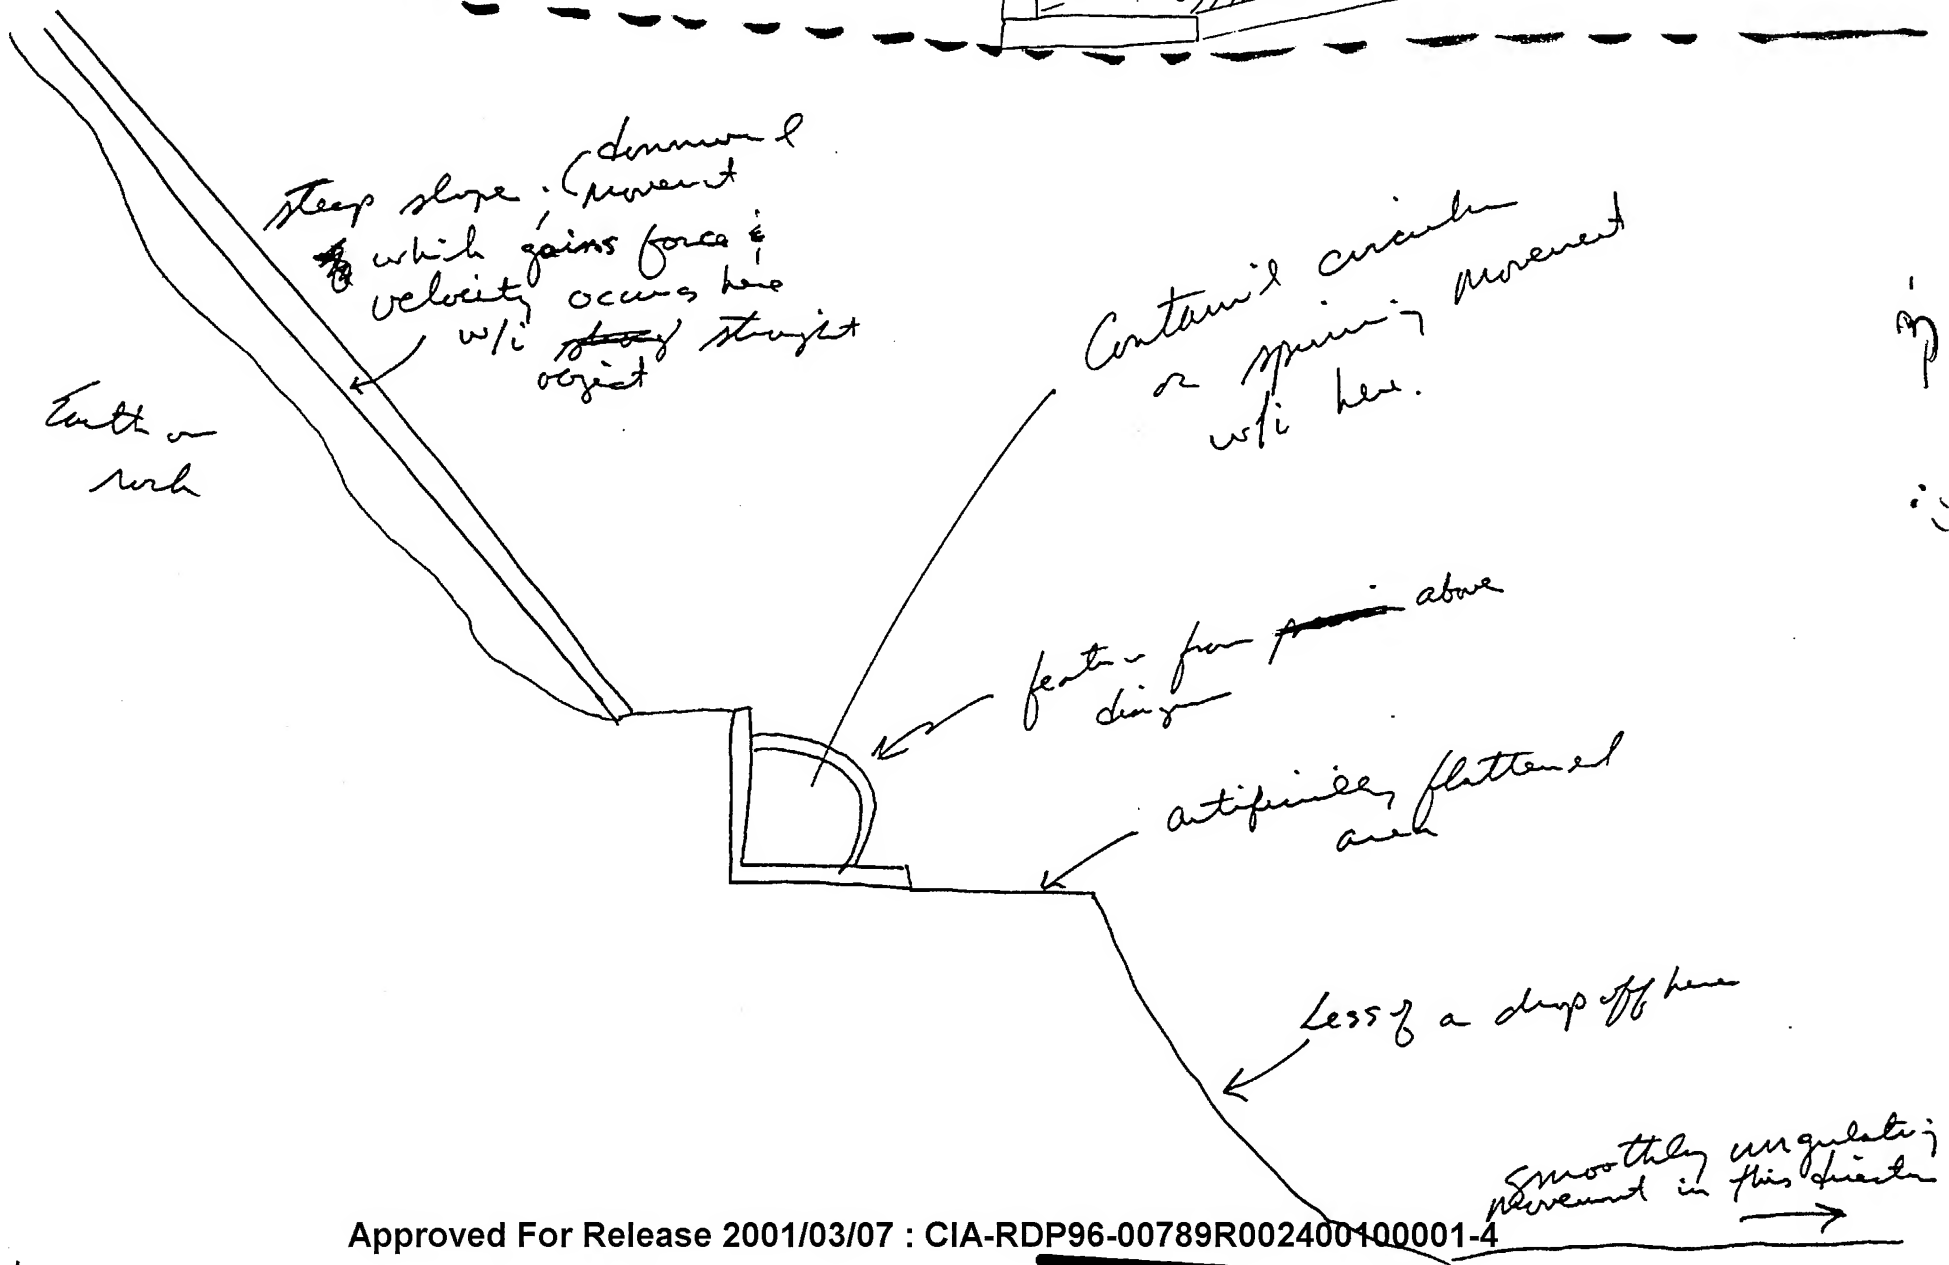 downward
steep slope. (movement
which gains force &
velocity occurs here
w/i straight
object
Earth or
rock
Contained circular
or spinning movement
w/i here.
feature from above
diagram
artificially flattened
area
Less of a drop off here
smoothly ungulating
movement in this direction
Approved For Release 2001/03/07 : CIA-RDP96-00789R002400100001-4